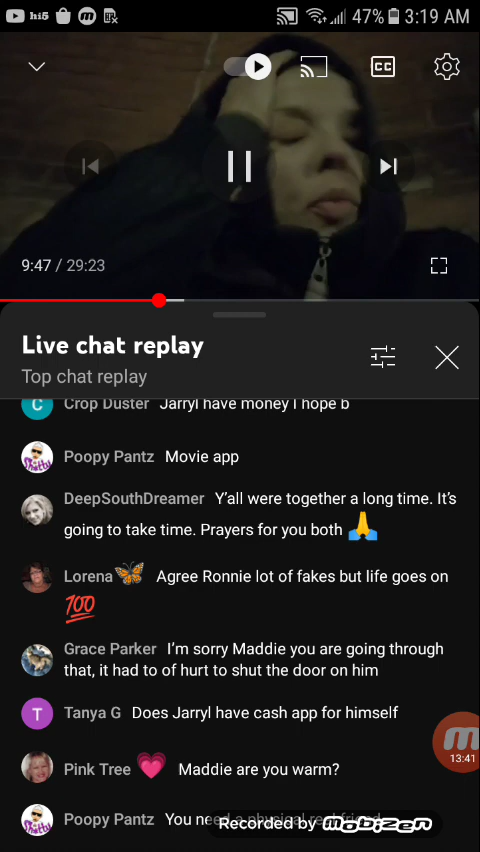 hi5
47% 3:19 AM
CC
9:47 / 29:23
Live chat replay
Top chat replay
C Crop Duster Jarryl have money I hope b
Poopy Pantz Movie app
DeepSouthDreamer Y'all were together a long time. It's
going to take time. Prayers for you both 🙏
Lorena🦋 Agree Ronnie lot of fakes but life goes on
💯
Grace Parker I'm sorry Maddie you are going through
that, it had to of hurt to shut the door on him
T Tanya G Does Jarryl have cash app for himself
13:41
Pink Tree 💗 Maddie are you warm?
Poopy Pantz You need a physical
Recorded by mobizen